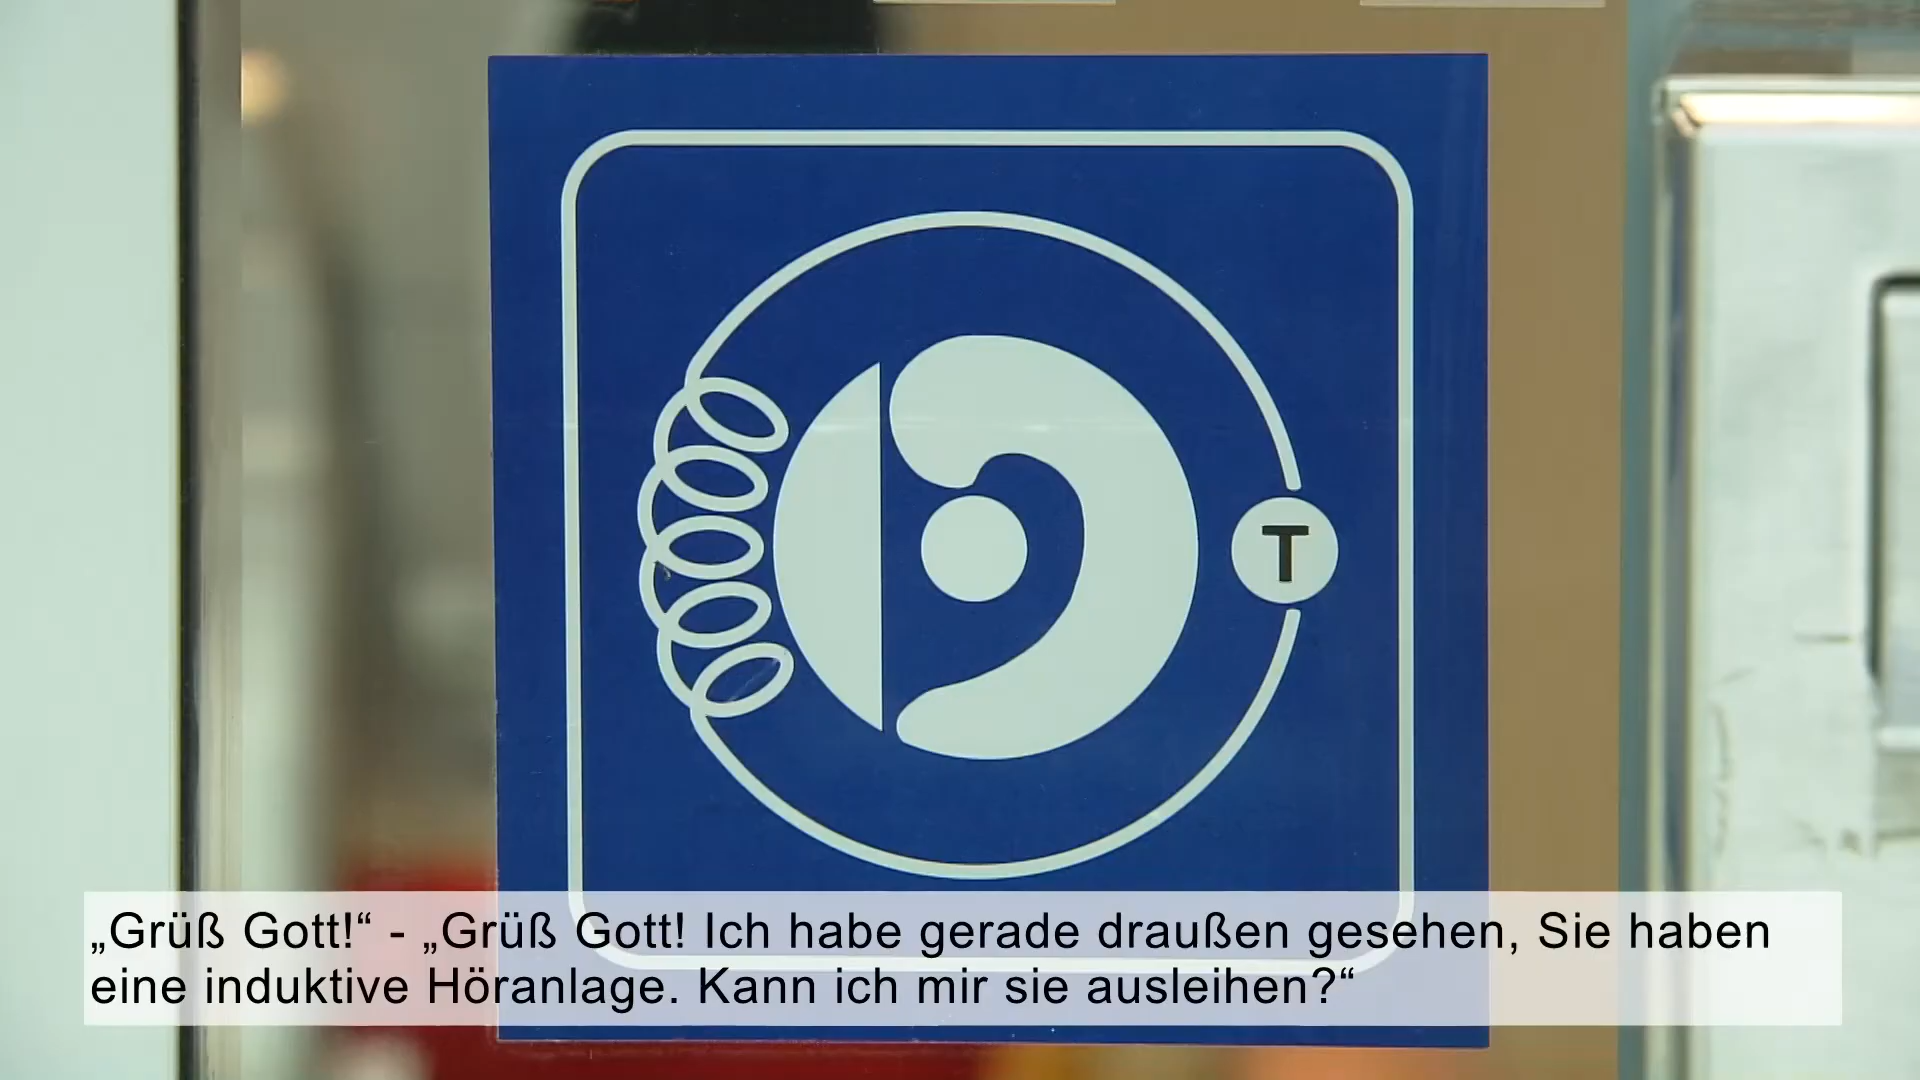 T
„Grüß Gott!“ - „Grüß Gott! Ich habe gerade draußen gesehen, Sie haben
eine induktive Höranlage. Kann ich mir sie ausleihen?“